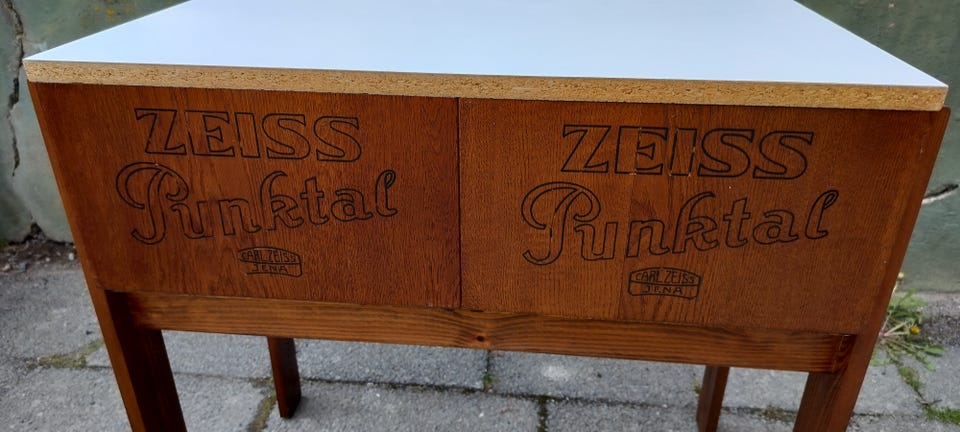 ZEISS
Punktal
CARL ZEISS
JENA
ZEISS
Punktal
CARL ZEISS
JENA